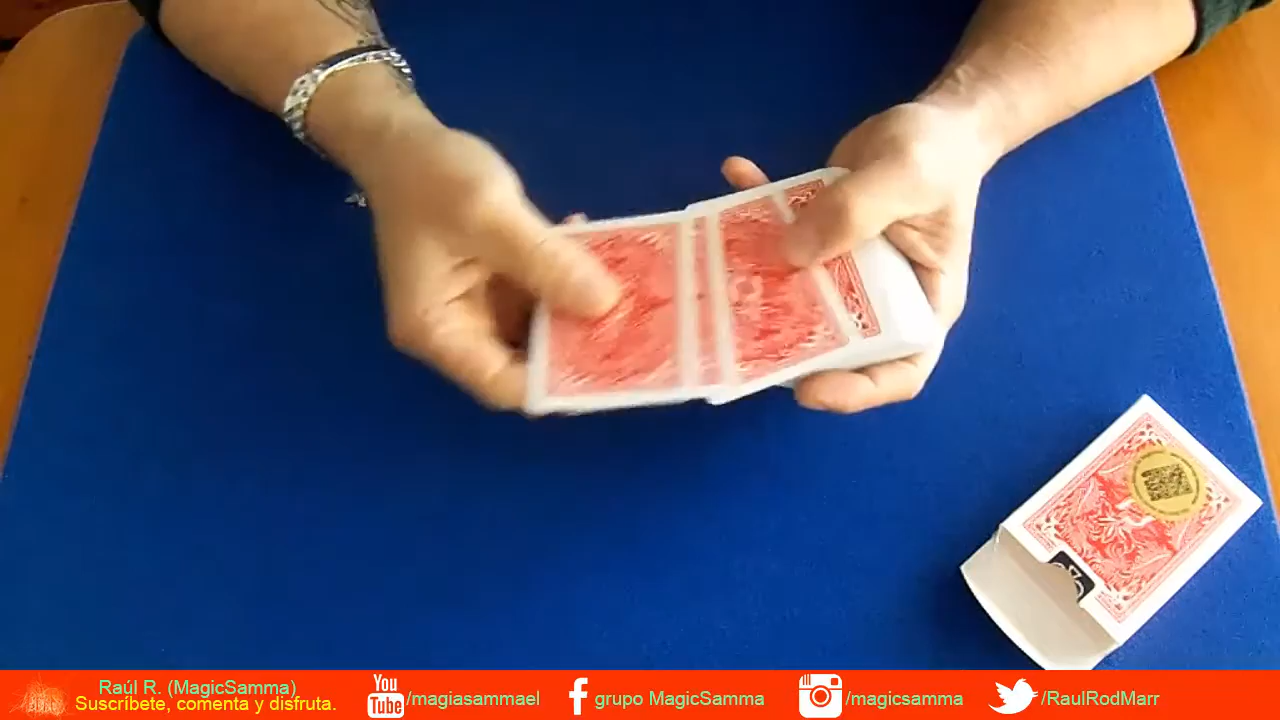 Raúl R. (MagicSamma)
Suscríbete, comenta y disfruta.
You Tube /magiasammael
f grupo MagicSamma
/magicsamma
/RaulRodMarr